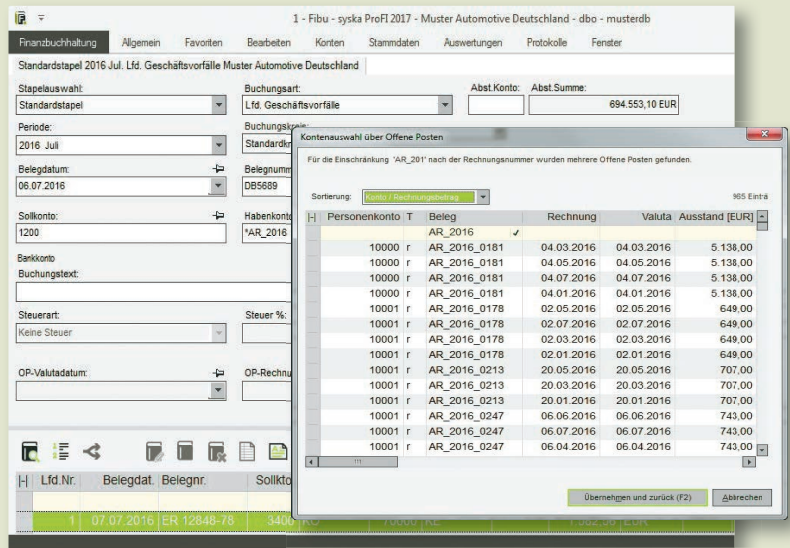 1 - Fibu - syska ProFI 2017 - Muster Automotive Deutschland - dbo - musterdb
Finanzbuchhaltung Allgemein Favoriten Bearbeiten Konten Stammdaten Auswertungen Protokolle Fenster
Standardstapel 2016 Jul. Lfd. Geschäftsvorfälle Muster Automotive Deutschland
Stapelauswahl: Buchungsart: Abst.Konto: Abst.Summe:
Standardstapel Lfd. Geschäftsvorfälle 694.553,10 EUR
Periode: Buchungskreis:
2016 Juli Standardkr
Belegdatum: Belegnumm
06.07.2016 DB5689
Sollkonto: Habenkonto
1200 *AR_2016
Bankkonto
Buchungstext:
Steuerart: Steuer %:
Keine Steuer
OP-Valutadatum: OP-Rechnu
Kontenauswahl über Offene Posten
Für die Einschränkung 'AR_201' nach der Rechnungsnummer wurden mehrere Offene Posten gefunden.
Sortierung: Konto / Rechnungsbetrag 965 Einträ
|-| Personenkonto T Beleg Rechnung Valuta Ausstand [EUR]
AR_2016
10000 r AR_2016_0181 04.03.2016 04.03.2016 5.138,00
10000 r AR_2016_0181 04.05.2016 04.05.2016 5.138,00
10000 r AR_2016_0181 04.07.2016 04.07.2016 5.138,00
10000 r AR_2016_0181 04.01.2016 04.01.2016 5.138,00
10001 r AR_2016_0178 02.05.2016 02.05.2016 649,00
10001 r AR_2016_0178 02.07.2016 02.07.2016 649,00
10001 r AR_2016_0178 02.03.2016 02.03.2016 649,00
10001 r AR_2016_0178 02.01.2016 02.01.2016 649,00
10001 r AR_2016_0213 20.05.2016 20.05.2016 707,00
10001 r AR_2016_0213 20.03.2016 20.03.2016 707,00
10001 r AR_2016_0213 20.01.2016 20.01.2016 707,00
10001 r AR_2016_0247 06.06.2016 06.06.2016 743,00
10001 r AR_2016_0247 06.07.2016 06.07.2016 743,00
10001 r AR_2016_0247 06.04.2016 06.04.2016 743,00
Übernehmen und zurück (F2) Abbrechen
|-| Lfd.Nr. Belegdat. Belegnr. Sollkto
1 07.07.2016 ER 12848-78 3400 KO 70000 KE 1.582,56 EUR